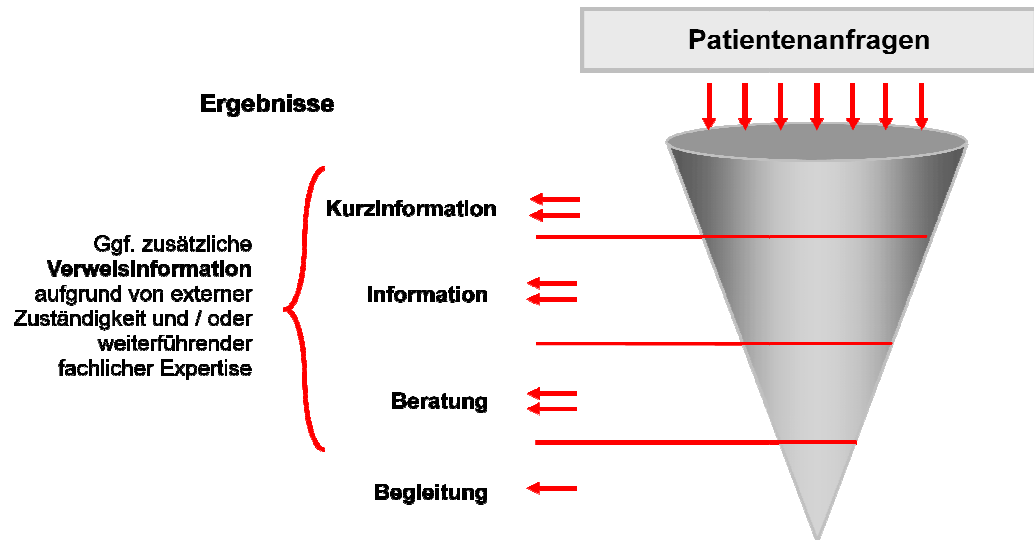 Patientenanfragen
Ergebnisse
Kurzinformation
Ggf. zusätzliche
Verweisinformation
aufgrund von externer
Zuständigkeit und / oder
weiterführender
fachlicher Expertise
Information
Beratung
Begleitung